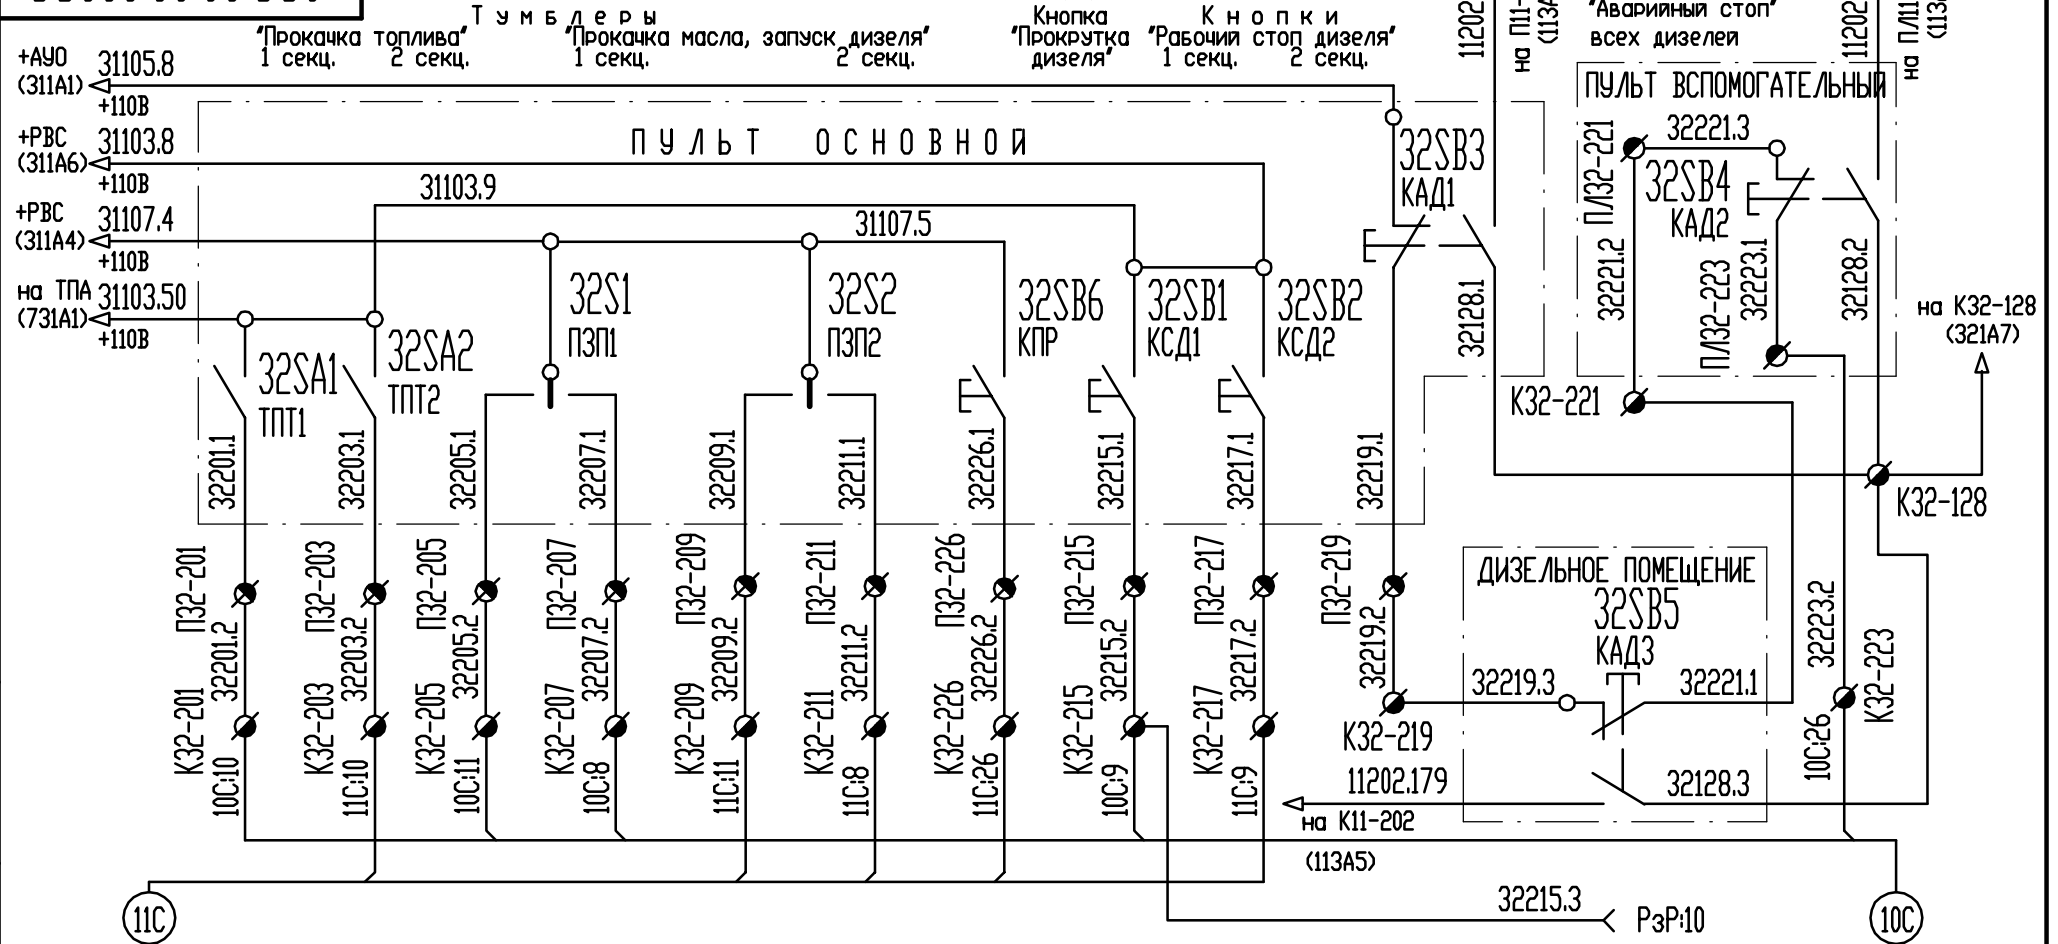 Тумблеры
"Прокачка топлива"
1 секц. 2 секц.
"Прокачка масла, запуск дизеля"
1 секц. 2 секц.
Кнопка
"Прокрутка
дизеля"
Кнопки
"Рабочий стоп дизеля"
1 секц. 2 секц.
11202
на П11-
(113А
"Аварийный стоп"
всех дизелей
11202
на ПЛ11
+АУО
(311А1)
31105.8
+110В
+РВС
(311А6)
31103.8
+110В
+РВС
(311А4)
31107.4
+110В
на ТПА
(731А1)
31103.50
+110В
ПУЛЬТ ОСНОВНОЙ
31103.9
31107.5
32SA1
ТПТ1
32SA2
ТПТ2
32S1
ПЗП1
32S2
ПЗП2
32SB6
КПР
32SB1
КСД1
32SB2
КСД2
32SB3
КАД1
32128.1
ПУЛЬТ ВСПОМОГАТЕЛЬНЫЙ
ПЛ32-221
32221.3
32SB4
КАД2
32221.2
ПЛ32-223
32223.1
32128.2
на К32-128
(321А7)
К32-221
К32-128
32201.1
32203.1
32205.1
32207.1
32209.1
32211.1
32226.1
32215.1
32217.1
32219.1
П32-201
П32-203
П32-205
П32-207
П32-209
П32-211
П32-226
П32-215
П32-217
П32-219
32201.2
32203.2
32205.2
32207.2
32209.2
32211.2
32226.2
32215.2
32217.2
32219.2
К32-201
К32-203
К32-205
К32-207
К32-209
К32-211
К32-226
К32-215
К32-217
К32-219
10С:10
11С:10
10С:11
10С:8
11С:11
11С:8
11С:26
10С:9
11С:9
ДИЗЕЛЬНОЕ ПОМЕЩЕНИЕ
32SB5
КАД3
32219.3
32221.1
11202.179
32128.3
на К11-202
(113А5)
32223.2
К32-223
10С:26
32215.3
РзР:10
11С
10С